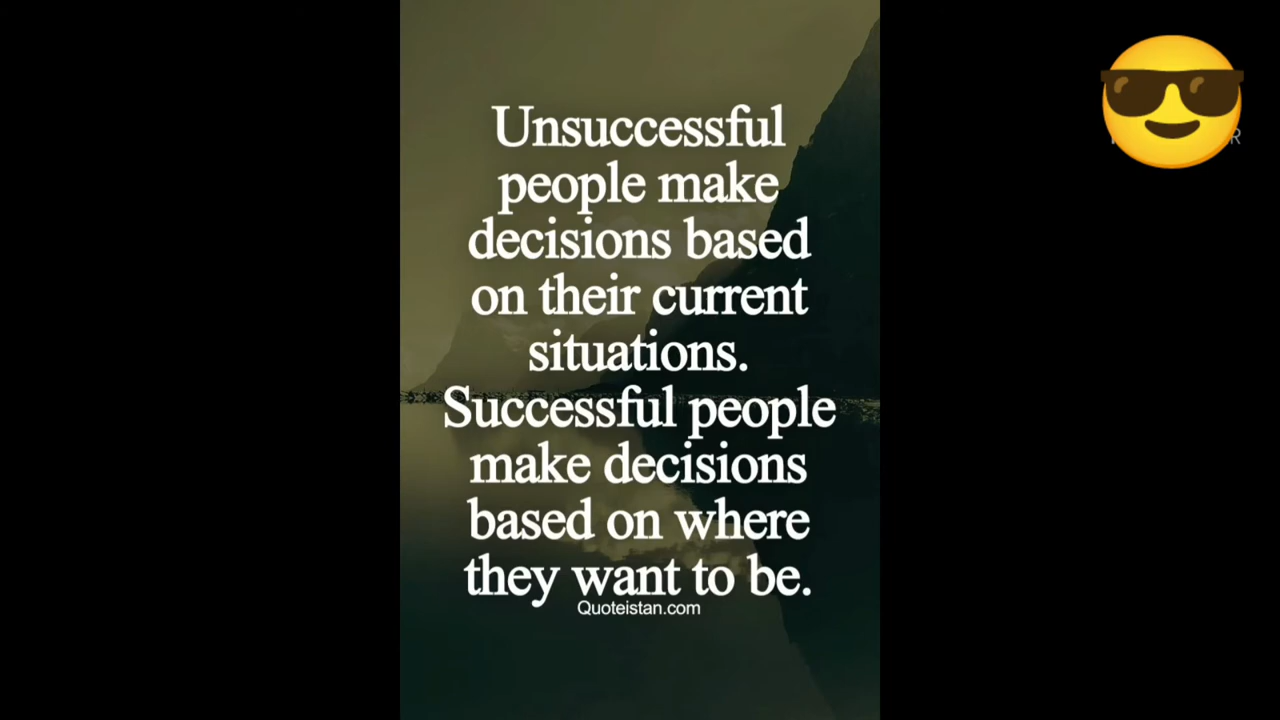 Unsuccessful
people make
decisions based
on their current
situations.
Successful people
make decisions
based on where
they want to be.
Quoteistan.com